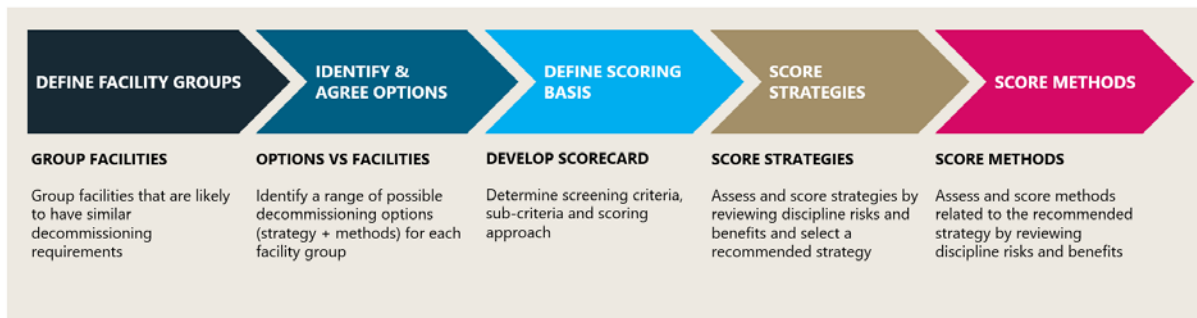 DEFINE FACILITY GROUPS
IDENTIFY &
AGREE OPTIONS
DEFINE SCORING
BASIS
SCORE
STRATEGIES
SCORE METHODS
GROUP FACILITIES
Group facilities that are likely
to have similar
decommissioning
requirements
OPTIONS VS FACILITIES
Identify a range of possible
decommissioning options
(strategy + methods) for each
facility group
DEVELOP SCORECARD
Determine screening criteria,
sub-criteria and scoring
approach
SCORE STRATEGIES
Assess and score strategies by
reviewing discipline risks and
benefits and select a
recommended strategy
SCORE METHODS
Assess and score methods
related to the recommended
strategy by reviewing
discipline risks and benefits